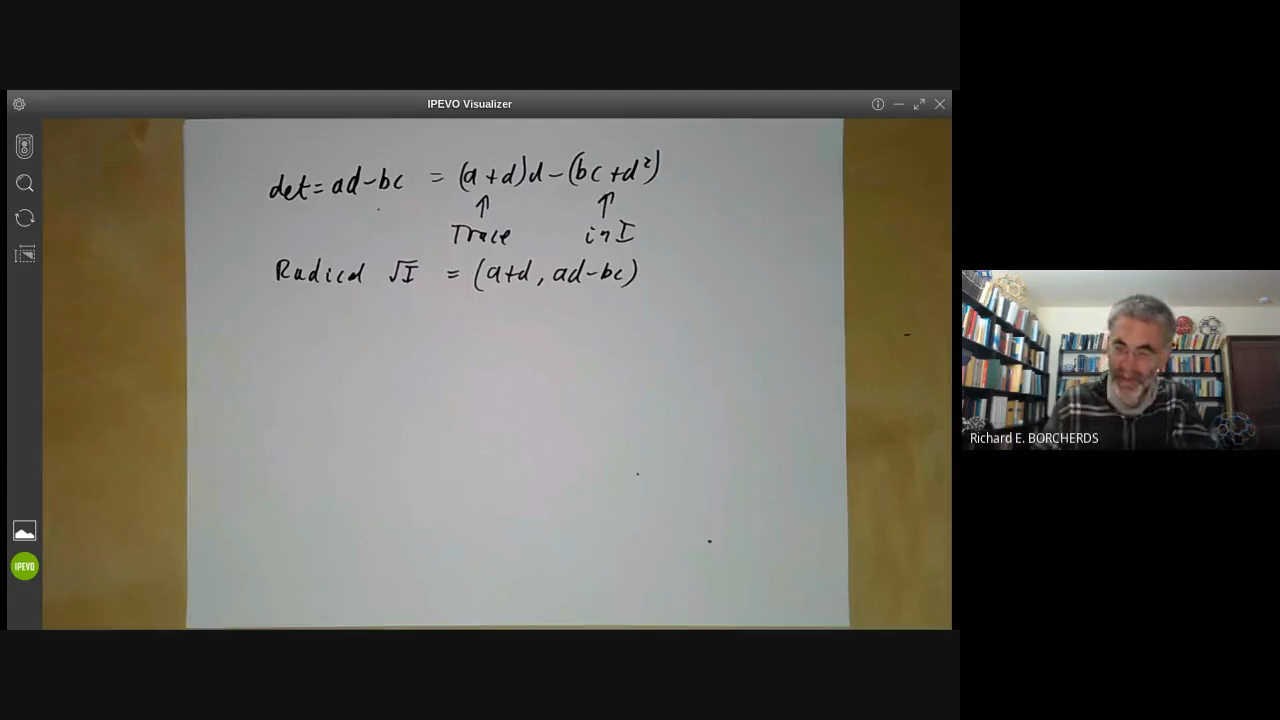 IPEVO Visualizer
det = ad - bc = (a + d)d - (bc + d²)
↑ ↑
Trace in I
Radical √I = (a+d, ad-bc)
IPEVO
Richard E. BORCHERDS